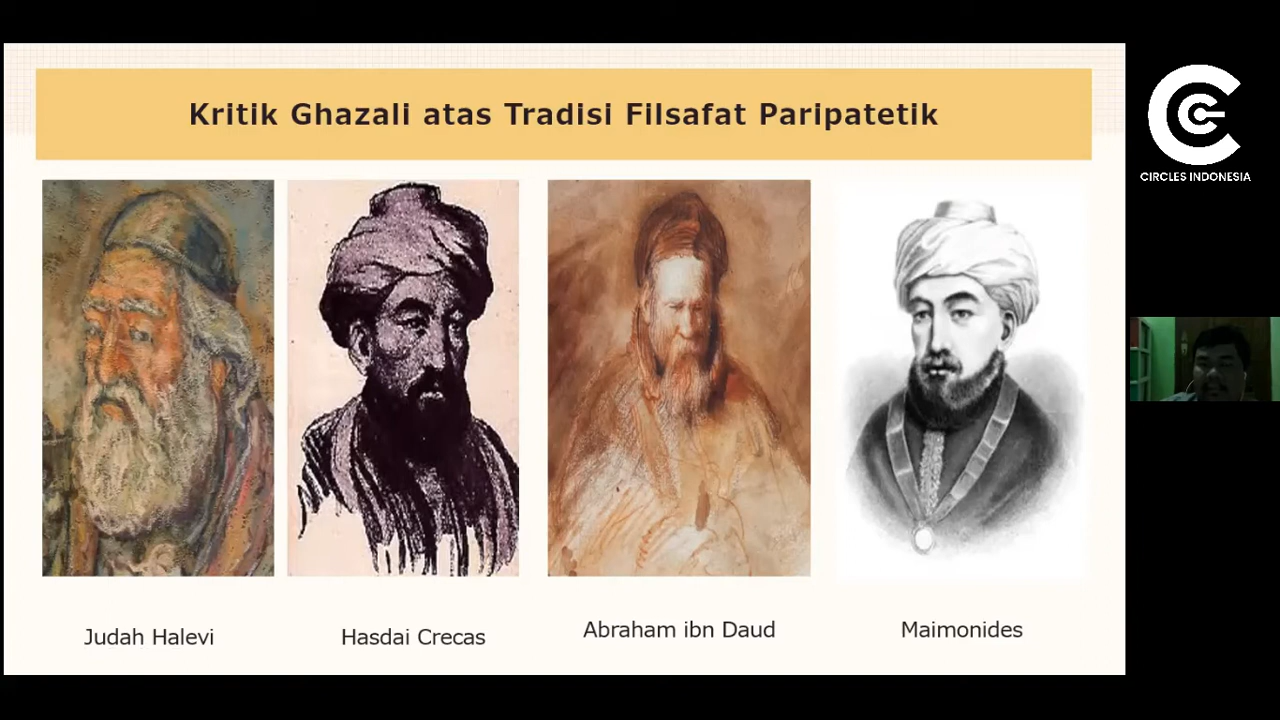 Kritik Ghazali atas Tradisi Filsafat Paripatetik
CIRCLES INDONESIA
Judah Halevi
Hasdai Crecas
Abraham ibn Daud
Maimonides